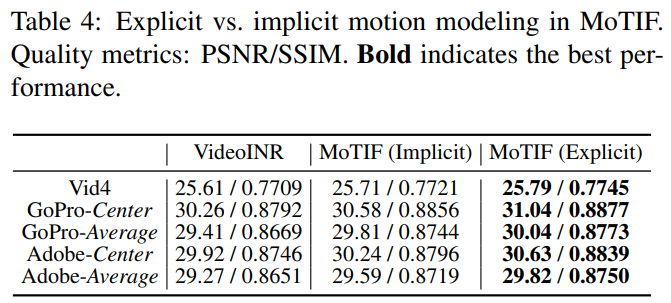 Table 4: Explicit vs. implicit motion modeling in MoTIF.
Quality metrics: PSNR/SSIM. Bold indicates the best per-
formance.
| VideoINR | MoTIF (Implicit) | MoTIF (Explicit)
Vid4 | 25.61 / 0.7709 | 25.71 / 0.7721 | 25.79 / 0.7745
GoPro-Center | 30.26 / 0.8792 | 30.58 / 0.8856 | 31.04 / 0.8877
GoPro-Average | 29.41 / 0.8669 | 29.81 / 0.8744 | 30.04 / 0.8773
Adobe-Center | 29.92 / 0.8746 | 30.24 / 0.8796 | 30.63 / 0.8839
Adobe-Average | 29.27 / 0.8651 | 29.59 / 0.8719 | 29.82 / 0.8750